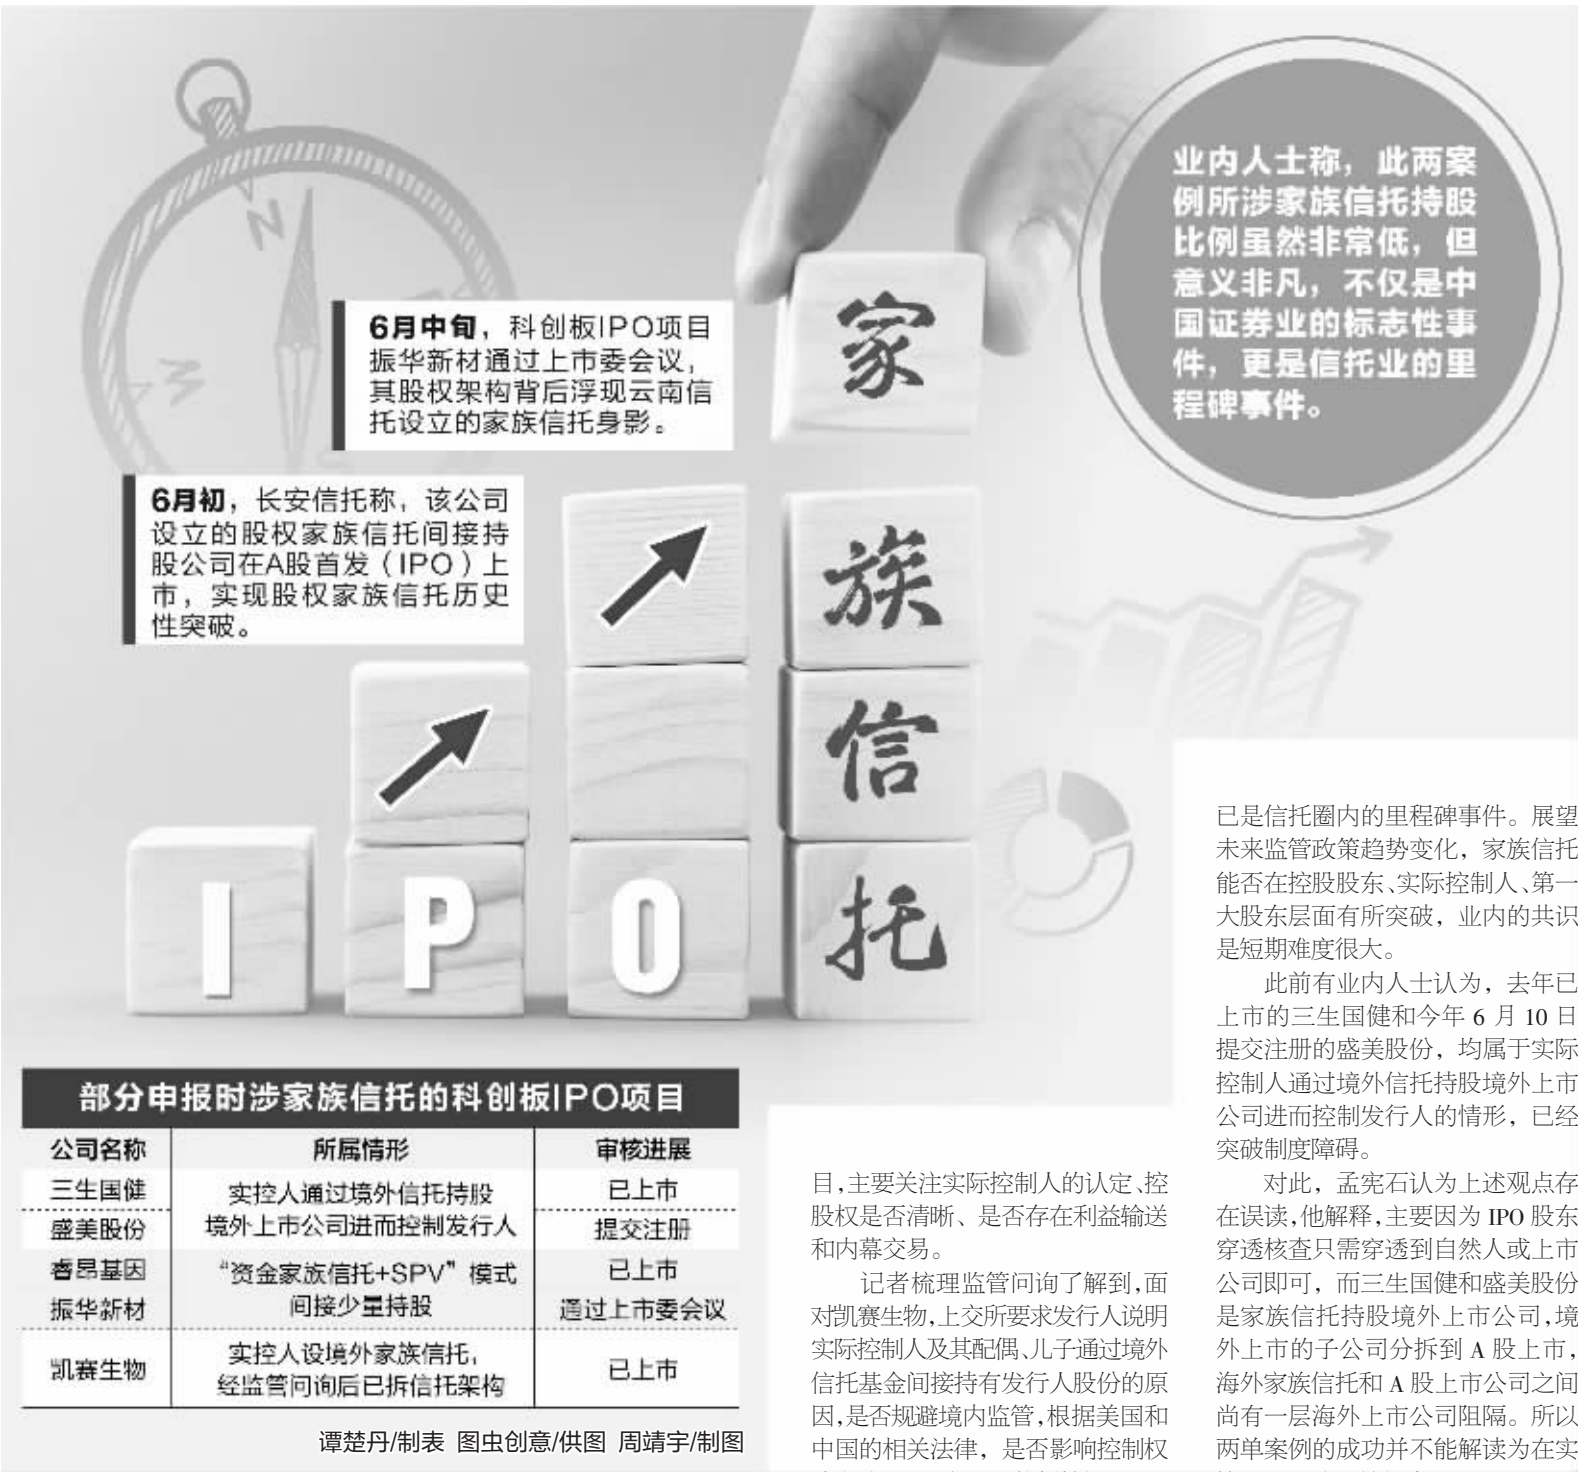 业内人士称，此两案
例所涉家族信托持股
比例虽然非常低，但
意义非凡，不仅是中
国证券业的标志性事
件，更是信托业的里
程碑事件。
6月中旬，科创板IPO项目
振华新材通过上市委会议，
其股权架构背后浮现云南信
托设立的家族信托身影。
6月初，长安信托称，该公司
设立的股权家族信托间接持
股公司在A股首发（IPO）上
市，实现股权家族信托历史
性突破。
N
家
族
信
托
I P O
部分申报时涉家族信托的科创板IPO项目
公司名称 所属情形 审核进展
三生国健 实控人通过境外信托持股 已上市
盛美股份 境外上市公司进而控制发行人 提交注册
睿昂基因 “资金家族信托+SPV”模式 已上市
振华新材 间接少量持股 通过上市委会议
凯赛生物 实控人设境外家族信托， 已上市
经监管问询后已拆信托架构
谭楚丹/制表 图虫创意/供图 周靖宇/制图
目，主要关注实际控制人的认定、控
股权是否清晰、是否存在利益输送
和内幕交易。
记者梳理监管问询了解到，面
对凯赛生物，上交所要求发行人说明
实际控制人及其配偶、儿子通过境外
信托基金间接持有发行人股份的原
因，是否规避境内监管，根据美国和
中国的相关法律，是否影响控制权
已是信托圈内的里程碑事件。展望
未来监管政策趋势变化，家族信托
能否在控股股东、实际控制人、第一
大股东层面有所突破，业内的共识
是短期难度很大。
此前有业内人士认为，去年已
上市的三生国健和今年 6 月 10 日
提交注册的盛美股份，均属于实际
控制人通过境外信托持股境外上市
公司进而控制发行人的情形，已经
突破制度障碍。
对此，孟宪石认为上述观点存
在误读，他解释，主要因为 IPO 股东
穿透核查只需穿透到自然人或上市
公司即可，而三生国健和盛美股份
是家族信托持股境外上市公司，境
外上市的子公司分拆到 A 股上市，
海外家族信托和 A 股上市公司之间
尚有一层海外上市公司阻隔。所以
两单案例的成功并不能解读为在实